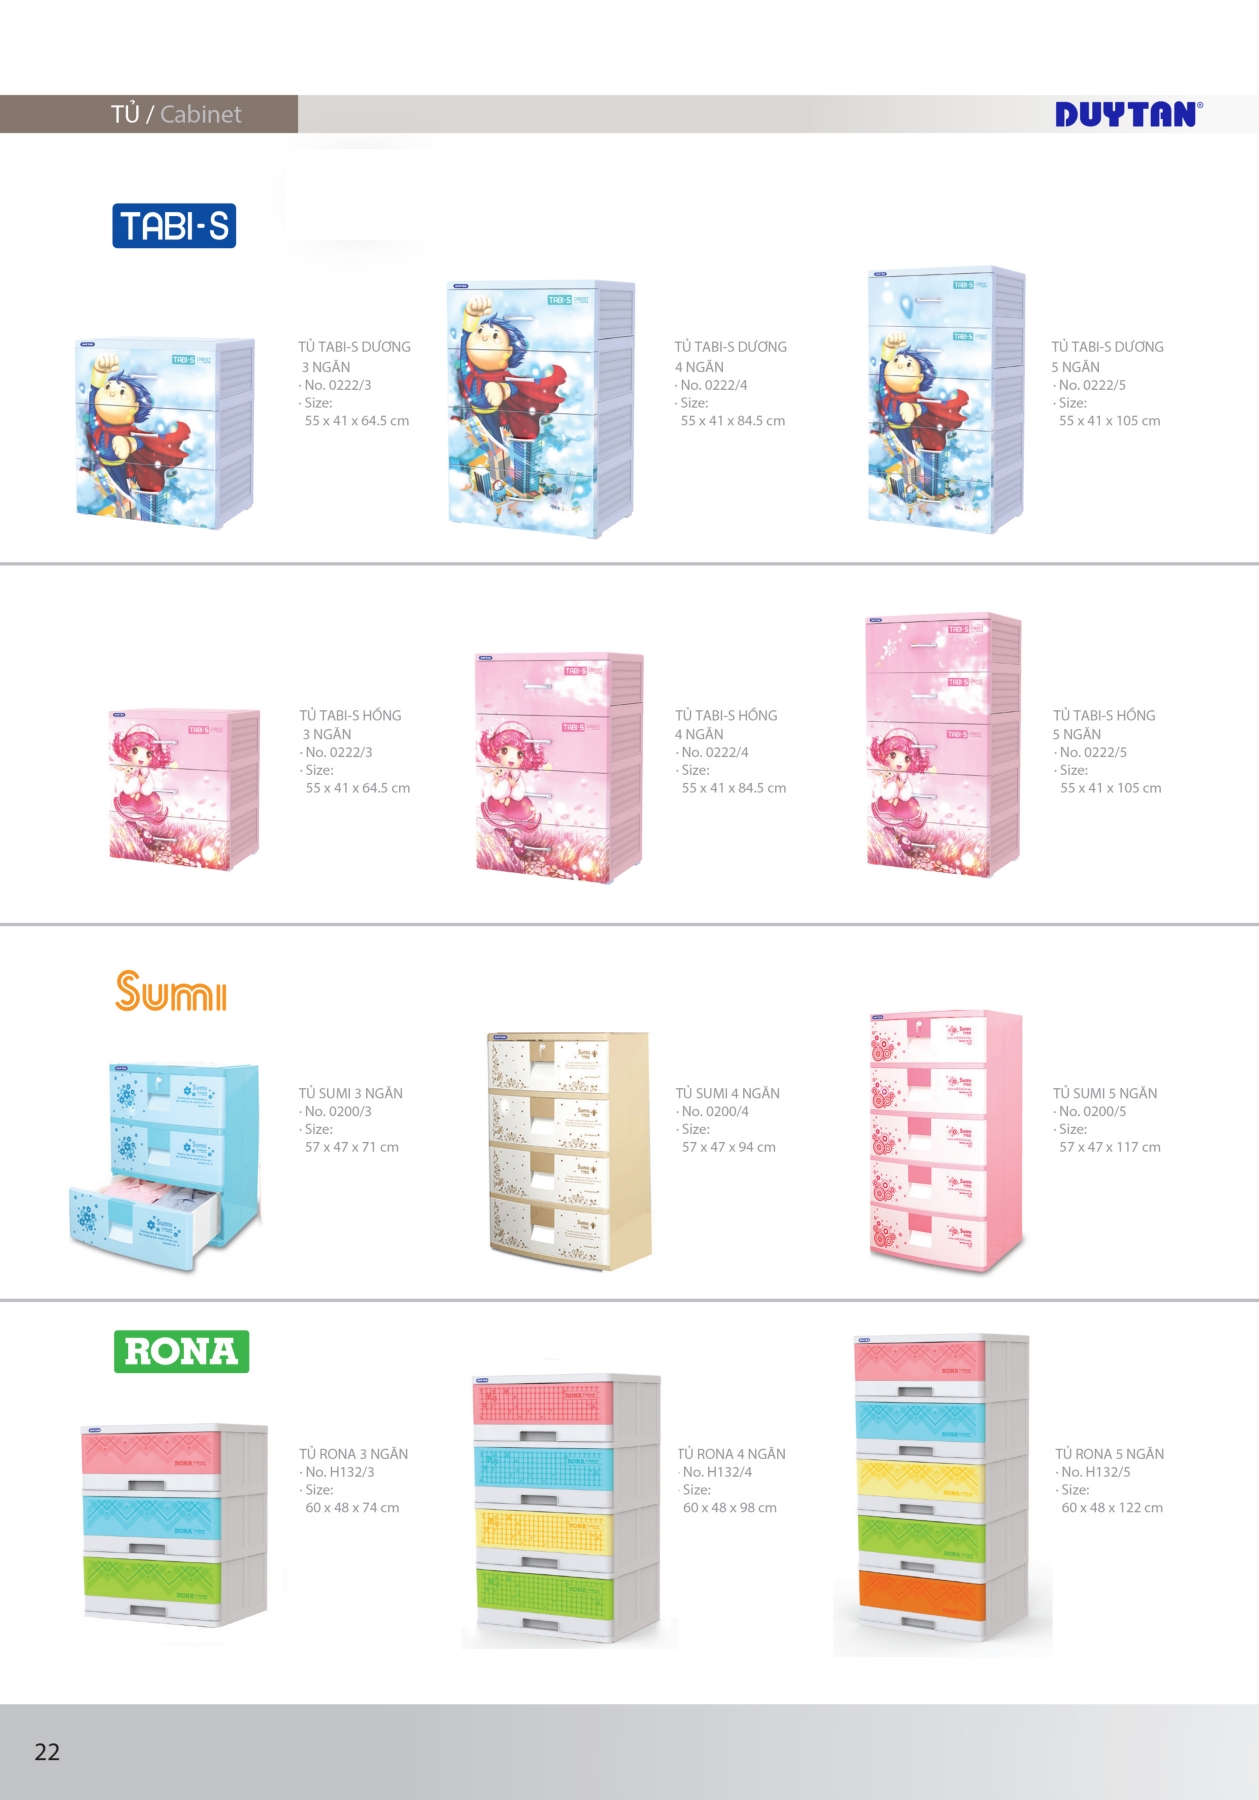 TỦ / Cabinet
DUYTAN®
TABI-S
TỦ TABI-S DƯƠNG
3 NGĂN
· No. 0222/3
· Size:
55 x 41 x 64.5 cm
TỦ TABI-S DƯƠNG
4 NGĂN
· No. 0222/4
· Size:
55 x 41 x 84.5 cm
TỦ TABI-S DƯƠNG
5 NGĂN
· No. 0222/5
· Size:
55 x 41 x 105 cm
TỦ TABI-S HỒNG
3 NGĂN
· No. 0222/3
· Size:
55 x 41 x 64.5 cm
TỦ TABI-S HỒNG
4 NGĂN
· No. 0222/4
· Size:
55 x 41 x 84.5 cm
TỦ TABI-S HỒNG
5 NGĂN
· No. 0222/5
· Size:
55 x 41 x 105 cm
Sumi
TỦ SUMI 3 NGĂN
· No. 0200/3
· Size:
57 x 47 x 71 cm
TỦ SUMI 4 NGĂN
· No. 0200/4
· Size:
57 x 47 x 94 cm
TỦ SUMI 5 NGĂN
· No. 0200/5
· Size:
57 x 47 x 117 cm
RONA
TỦ RONA 3 NGĂN
· No. H132/3
· Size:
60 x 48 x 74 cm
TỦ RONA 4 NGĂN
· No. H132/4
· Size:
60 x 48 x 98 cm
TỦ RONA 5 NGĂN
· No. H132/5
· Size:
60 x 48 x 122 cm
22